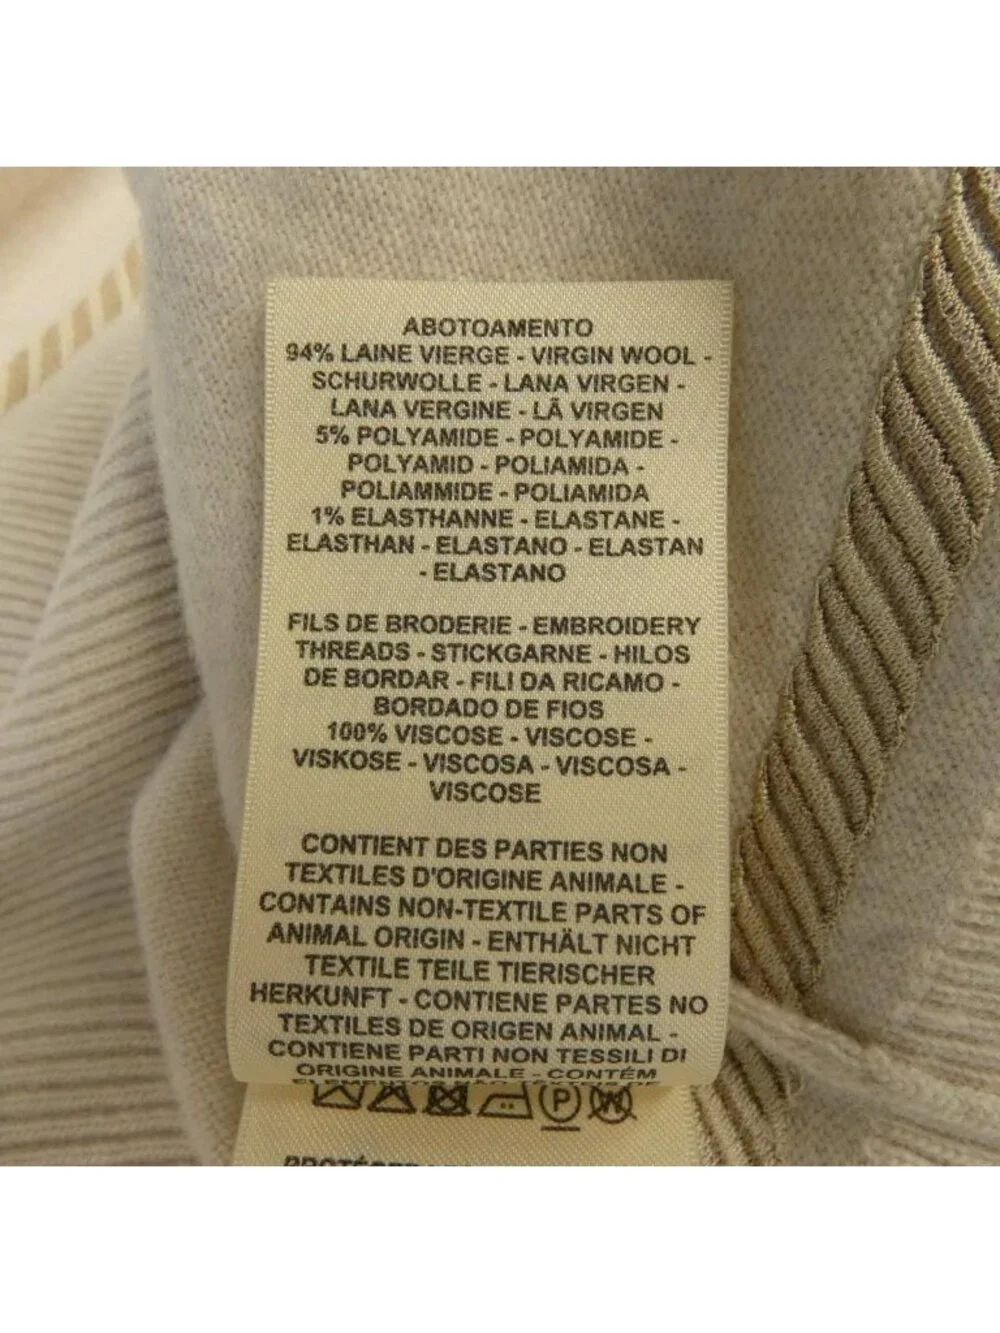 ABOTOAMENTO
94% LAINE VIERGE - VIRGIN WOOL -
SCHURWOLLE - LANA VIRGEN -
LANA VERGINE - LÃ VIRGEN
5% POLYAMIDE - POLYAMIDE -
POLYAMID - POLIAMIDA -
POLIAMMIDE - POLIAMIDA
1% ELASTHANNE - ELASTANE -
ELASTHAN - ELASTANO - ELASTAN
- ELASTANO
FILS DE BRODERIE - EMBROIDERY
THREADS - STICKGARNE - HILOS
DE BORDAR - FILI DA RICAMO -
BORDADO DE FIOS
100% VISCOSE - VISCOSE -
VISKOSE - VISCOSA - VISCOSA -
VISCOSE
CONTIENT DES PARTIES NON
TEXTILES D'ORIGINE ANIMALE -
CONTAINS NON-TEXTILE PARTS OF
ANIMAL ORIGIN - ENTHÄLT NICHT
TEXTILE TEILE TIERISCHER
HERKUNFT - CONTIENE PARTES NO
TEXTILES DE ORIGEN ANIMAL -
CONTIENE PARTI NON TESSILI DI
ORIGINE ANIMALE - CONTÉM
P W